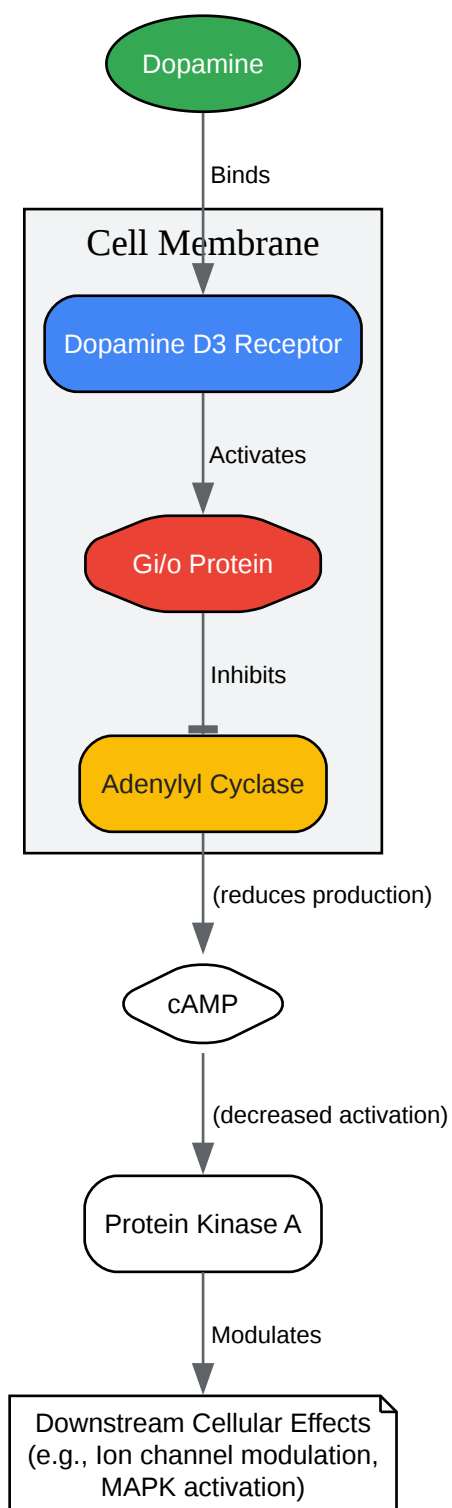 Dopamine
Binds
Cell Membrane
Dopamine D3 Receptor
Activates
Gi/o Protein
Inhibits
Adenylyl Cyclase
(reduces production)
cAMP
(decreased activation)
Protein Kinase A
Modulates
Downstream Cellular Effects
(e.g., Ion channel modulation,
MAPK activation)